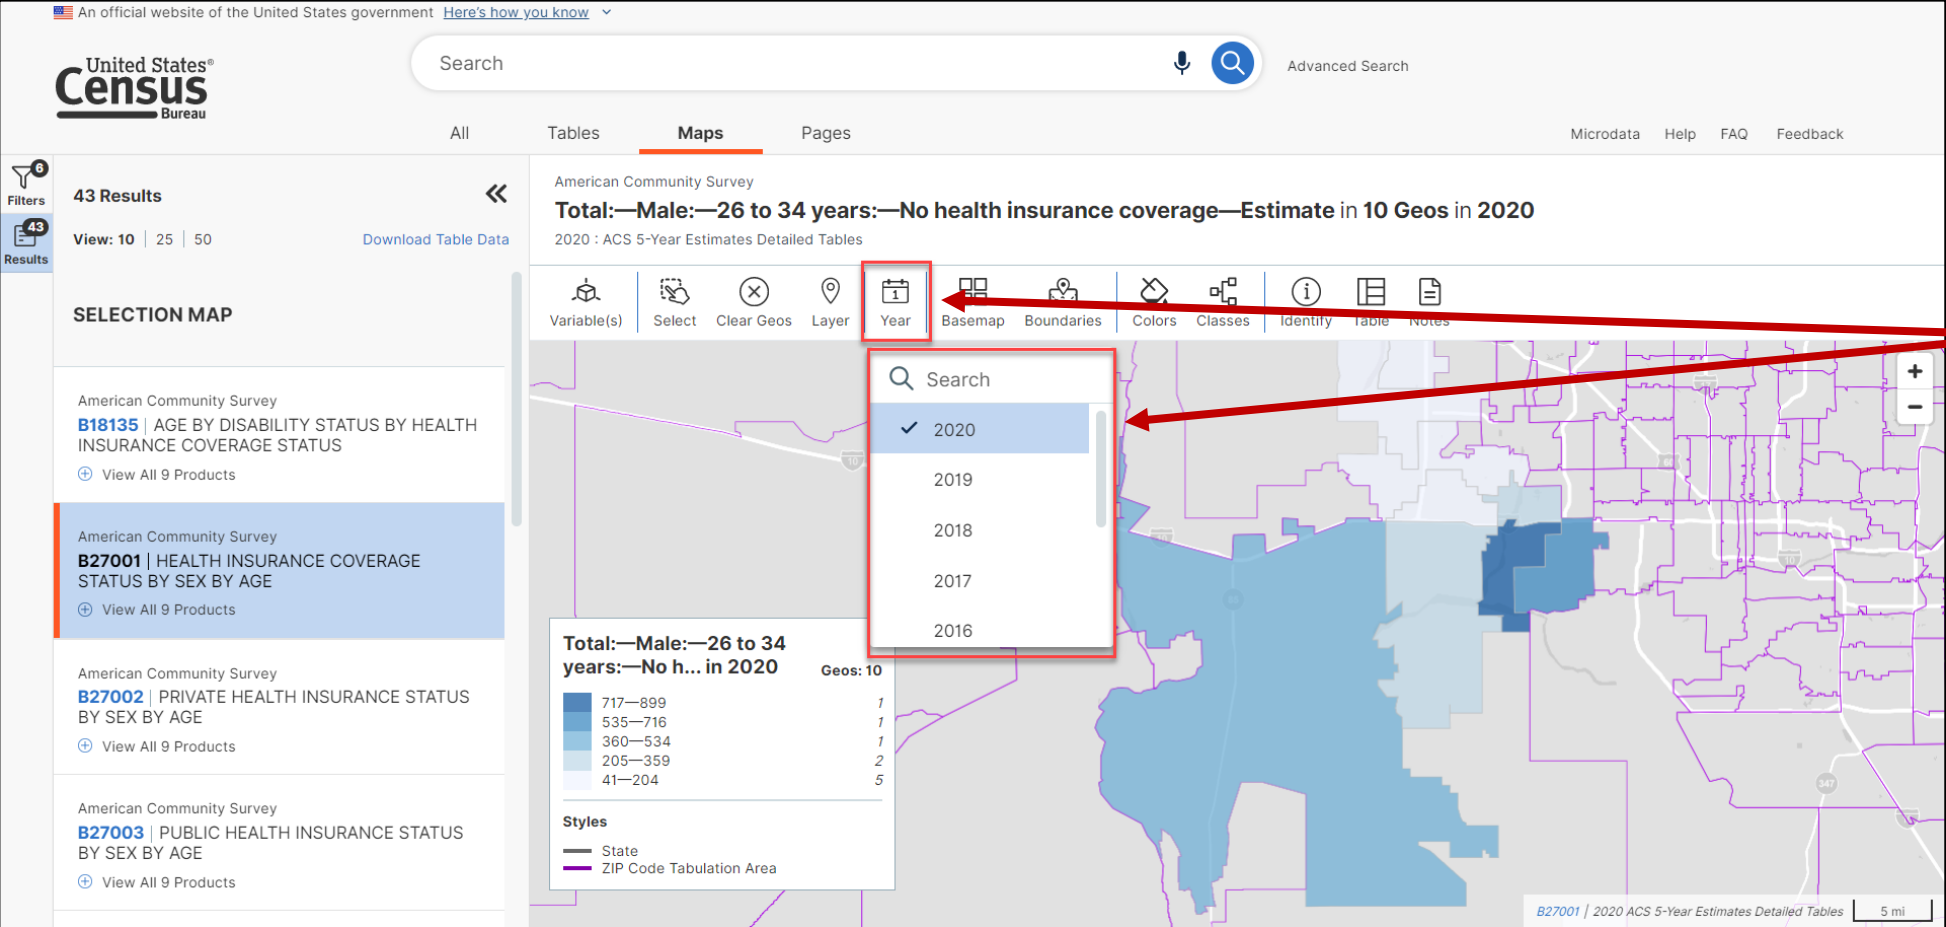 An official website of the United States government Here's how you know
United States®
Census
Bureau
Search
Advanced Search
All Tables Maps Pages
Microdata Help FAQ Feedback
6
Filters
43
Results
43 Results
View: 10 | 25 | 50 Download Table Data
SELECTION MAP
American Community Survey
B18135 | AGE BY DISABILITY STATUS BY HEALTH
INSURANCE COVERAGE STATUS
View All 9 Products
American Community Survey
B27001 | HEALTH INSURANCE COVERAGE
STATUS BY SEX BY AGE
View All 9 Products
American Community Survey
B27002 | PRIVATE HEALTH INSURANCE STATUS
BY SEX BY AGE
View All 9 Products
American Community Survey
B27003 | PUBLIC HEALTH INSURANCE STATUS
BY SEX BY AGE
View All 9 Products
American Community Survey
Total:—Male:—26 to 34 years:—No health insurance coverage—Estimate in 10 Geos in 2020
2020 : ACS 5-Year Estimates Detailed Tables
1
Variable(s) Select Clear Geos Layer Year Basemap Boundaries Colors Classes Identify Table Notes
Search
2020
2019
2018
2017
2016
+
−
10
347
Total:—Male:—26 to 34
years:—No h... in 2020 Geos: 10
717—899 1
535—716 1
360—534 1
205—359 2
41—204 5
Styles
State
ZIP Code Tabulation Area
B27001 | 2020 ACS 5-Year Estimates Detailed Tables
5 mi